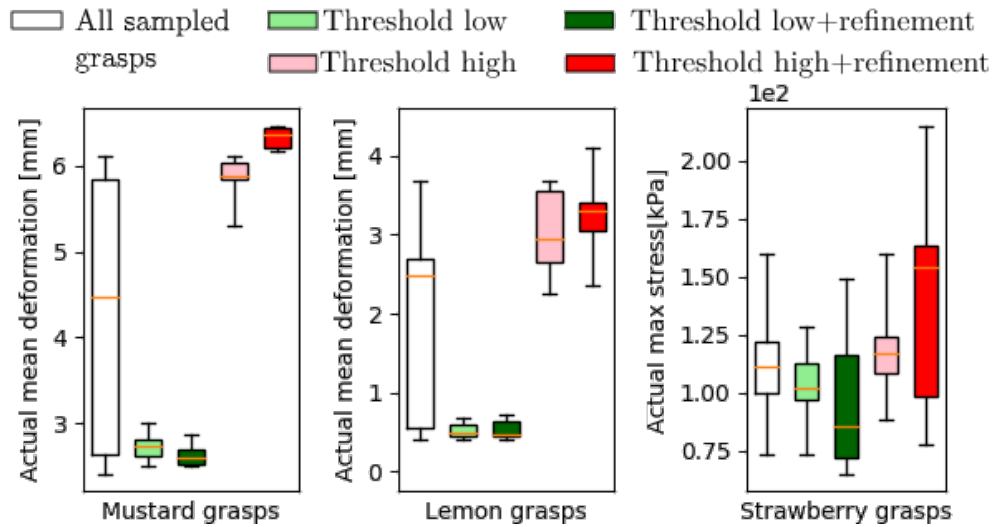 All sampled
grasps
Threshold low
Threshold low+refinement
Threshold high
Threshold high+refinement
Actual mean deformation [mm]
6
5
4
3
Mustard grasps
Actual mean deformation [mm]
4
3
2
1
0
Lemon grasps
1e2
Actual max stress[kPa]
2.00
1.75
1.50
1.25
1.00
0.75
Strawberry grasps